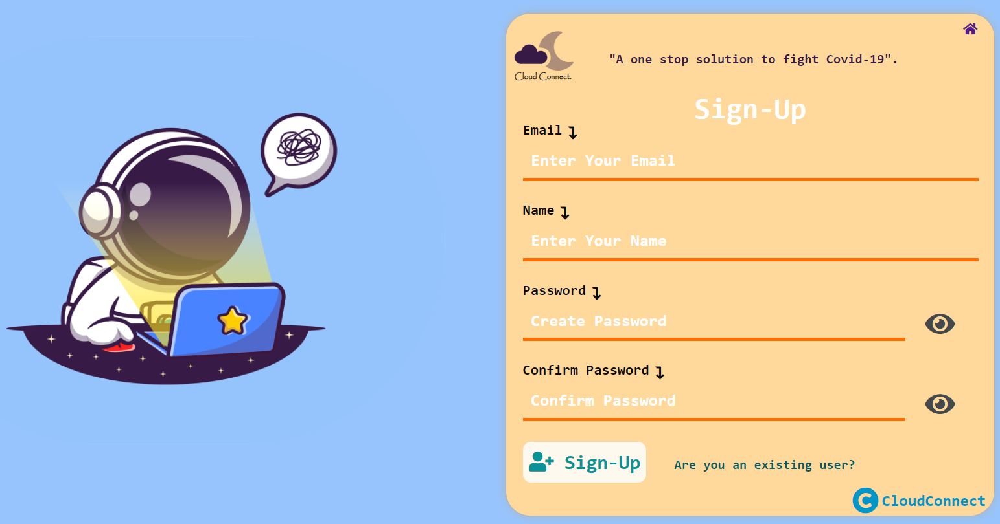 "A one stop solution to fight Covid-19".
Cloud Connect.
Sign-Up
Email
Enter Your Email
Name
Enter Your Name
Password
Create Password
Confirm Password
Confirm Password
Sign-Up
Are you an existing user?
CloudConnect